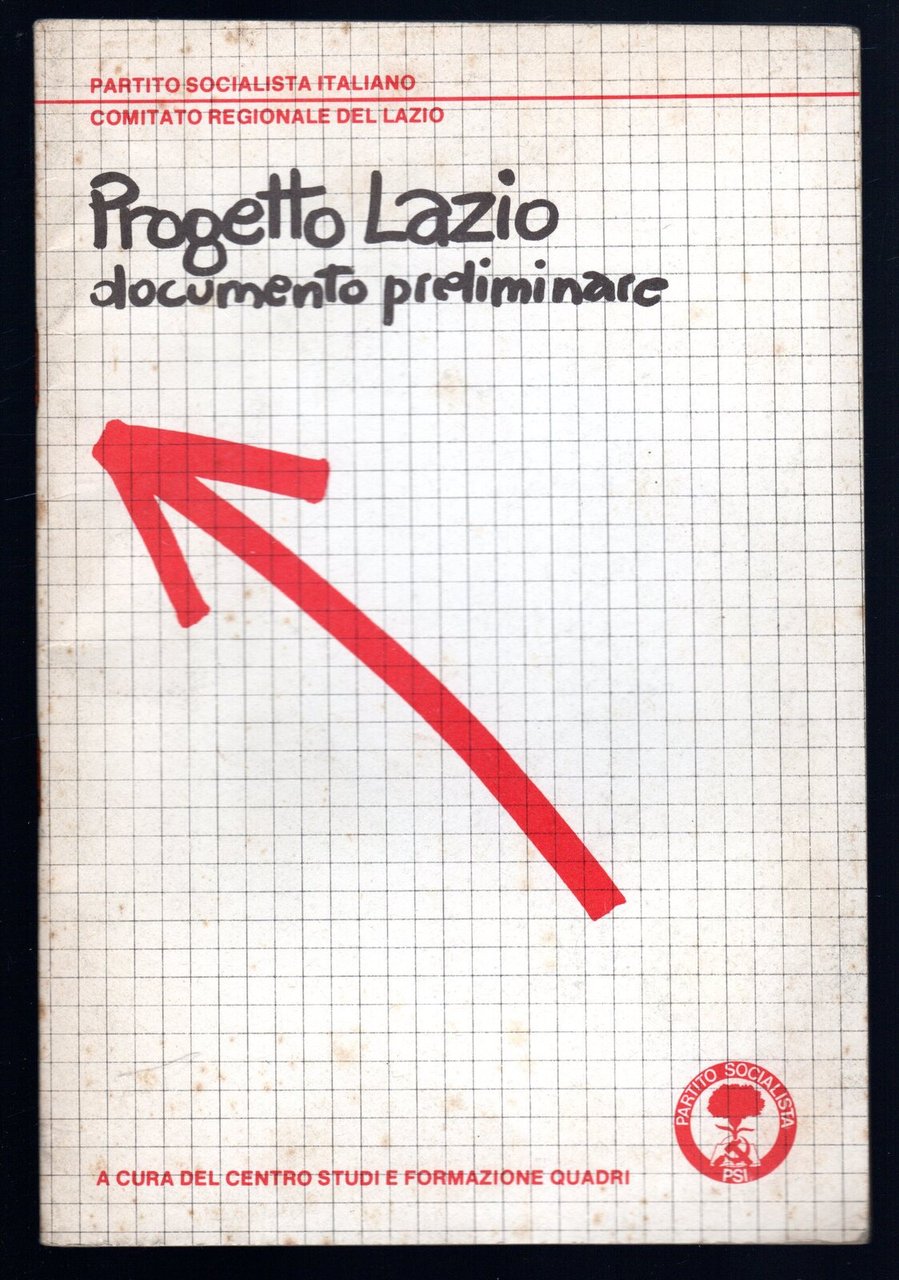 PARTITO SOCIALISTA ITALIANO
COMITATO REGIONALE DEL LAZIO
Progetto Lazio
documento preliminare
PARTITO SOCIALISTA
PSI
A CURA DEL CENTRO STUDI E FORMAZIONE QUADRI